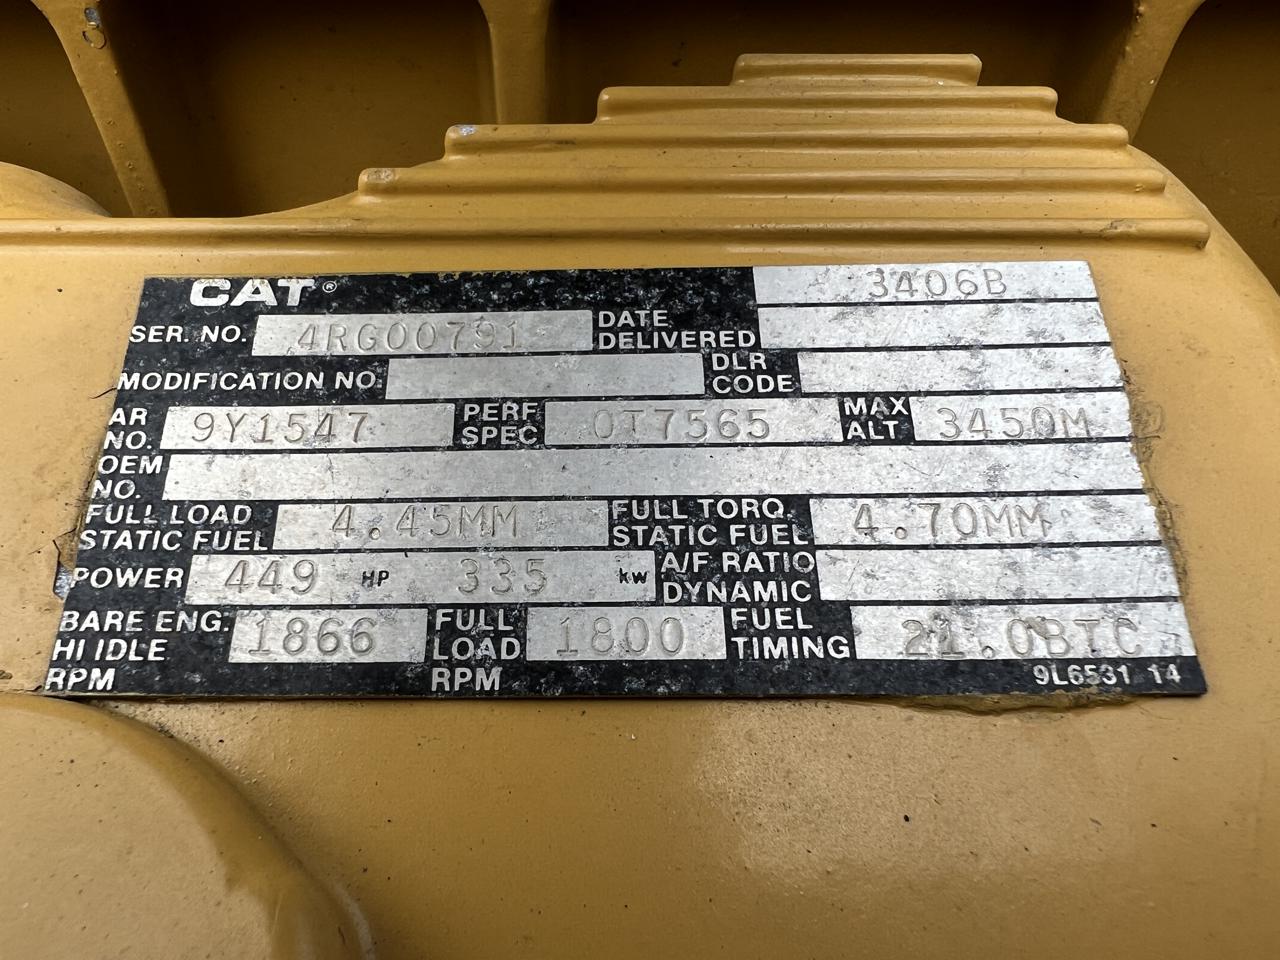 CAT® 3406B
SER. NO. 4RG00791 DATE DELIVERED
MODIFICATION NO. DLR CODE
AR NO. 9Y1547 PERF SPEC 0T7565 MAX ALT 3450M
OEM NO.
FULL LOAD STATIC FUEL 4.45MM FULL TORQ. STATIC FUEL 4.70MM
POWER 449 HP 335 kw A/F RATIO DYNAMIC
BARE ENG. HI IDLE RPM 1866 FULL LOAD RPM 1800 FUEL TIMING 21.0BTC
9L6531 14